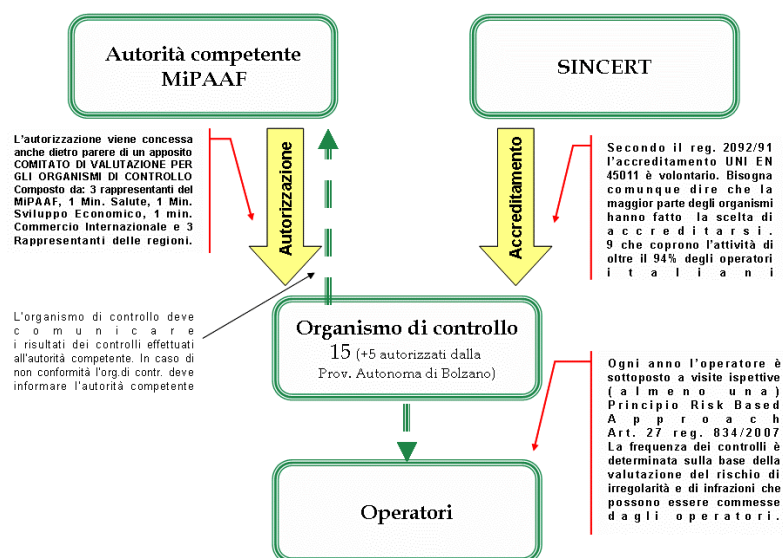 Autorità competente
MiPAAF
SINCERT
L'autorizzazione viene concessa
anche dietro parere di un apposito
COMITATO DI VALUTAZIONE PER
GLI ORGANISMI DI CONTROLLO
Composto da: 3 rappresentanti del
MiPAAF, 1 Min. Salute, 1 Min.
Sviluppo Economico, 1 min.
Commercio Internazionale e 3
Rappresentanti delle regioni.
Autorizzazione
Accreditamento
Secondo il reg. 2092/91
l'accreditamento UNI EN
45011 è volontario. Bisogna
comunque dire che la
maggior parte degli organismi
hanno fatto la scelta di
accreditarsi.
9 che coprono l'attività di
oltre il 94% degli operatori
italiani
L'organismo di controllo deve
comunicare
i risultati dei controlli effettuati
all'autorità competente. In caso di
non conformità l'org.di contr. deve
informare l'autorità competente
Organismo di controllo
15 (+5 autorizzati dalla
Prov. Autonoma di Bolzano)
Ogni anno l'operatore è
sottoposto a visite ispettive
(almeno una)
Principio Risk Based
Approach
Art. 27 reg. 834/2007
La frequenza dei controlli è
determinata sulla base della
valutazione del rischio di
irregolarità e di infrazioni che
possono essere commesse
dagli operatori.
Operatori